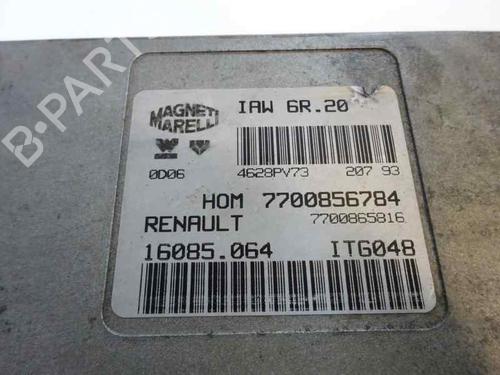 MAGNETI MARELLI
IAW 6R.20
0D06
4628PV73 207 93
HOM 7700856784
RENAULT 7700865816
16085.064 ITG048
B-PARTS